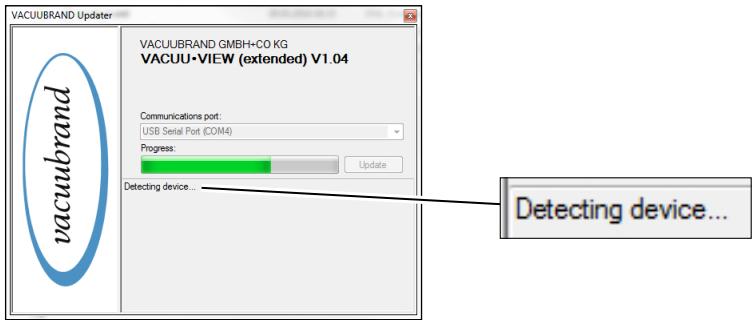 VACUUBRAND Updater
VACUUBRAND GMBH+CO KG
VACUU•VIEW (extended) V1.04
vacuubrand
Communications port:
USB Serial Port (COM4)
Progress:
Update
Detecting device...
Detecting device...